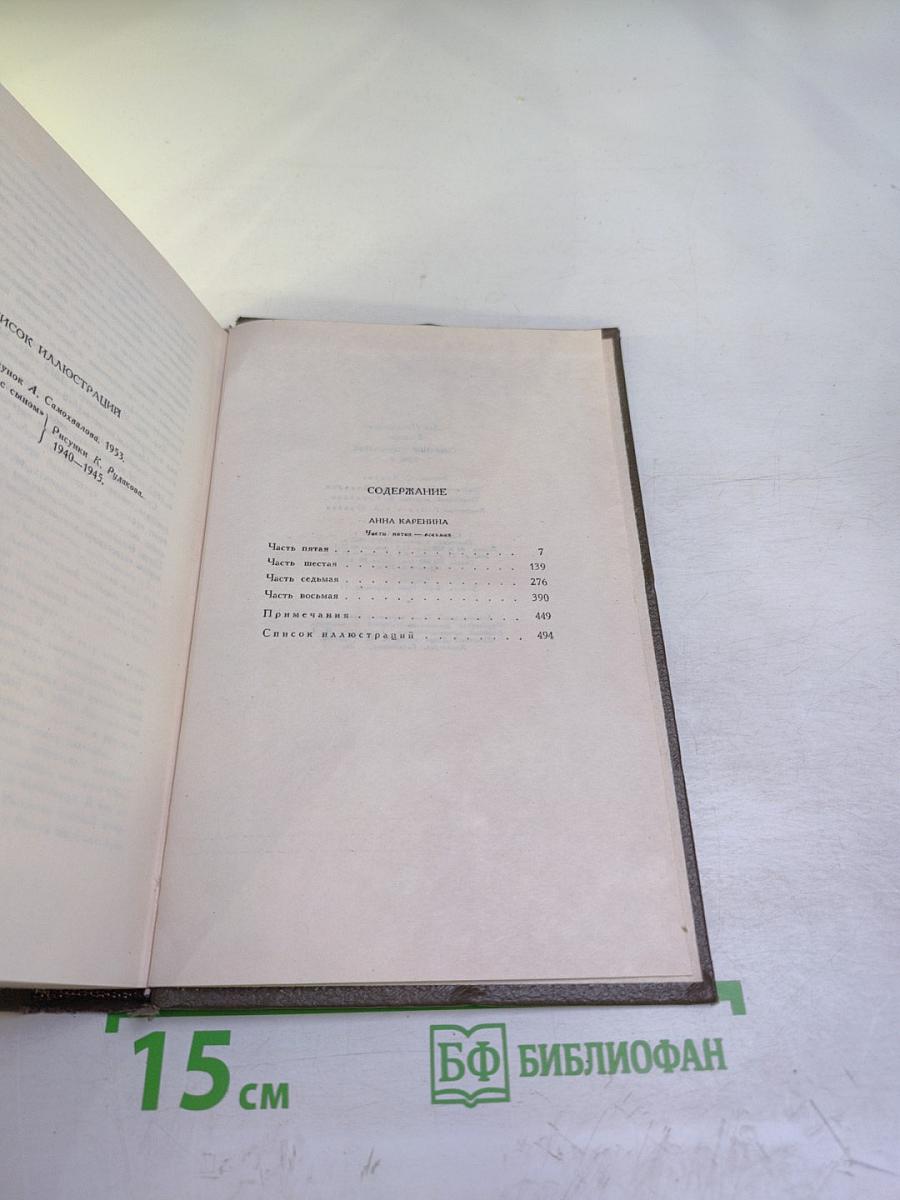 ИСОК ИЛЛЮСТРАЦИЙ
унок А. Самохвалова. 1953.
с сыном»
Рисунки К. Рудакова.
1940—1945.
СОДЕРЖАНИЕ
АННА КАРЕНИНА
Части пятая — восьмая
Часть пятая . . . . . . . . . . . . . . . 7
Часть шестая . . . . . . . . . . . . . . 139
Часть седьмая . . . . . . . . . . . . . . 276
Часть восьмая . . . . . . . . . . . . . . 390
Примечания . . . . . . . . . . . . . 449
Список иллюстраций . . . . . . . 494
15 см
БФ БИБЛИОФАН